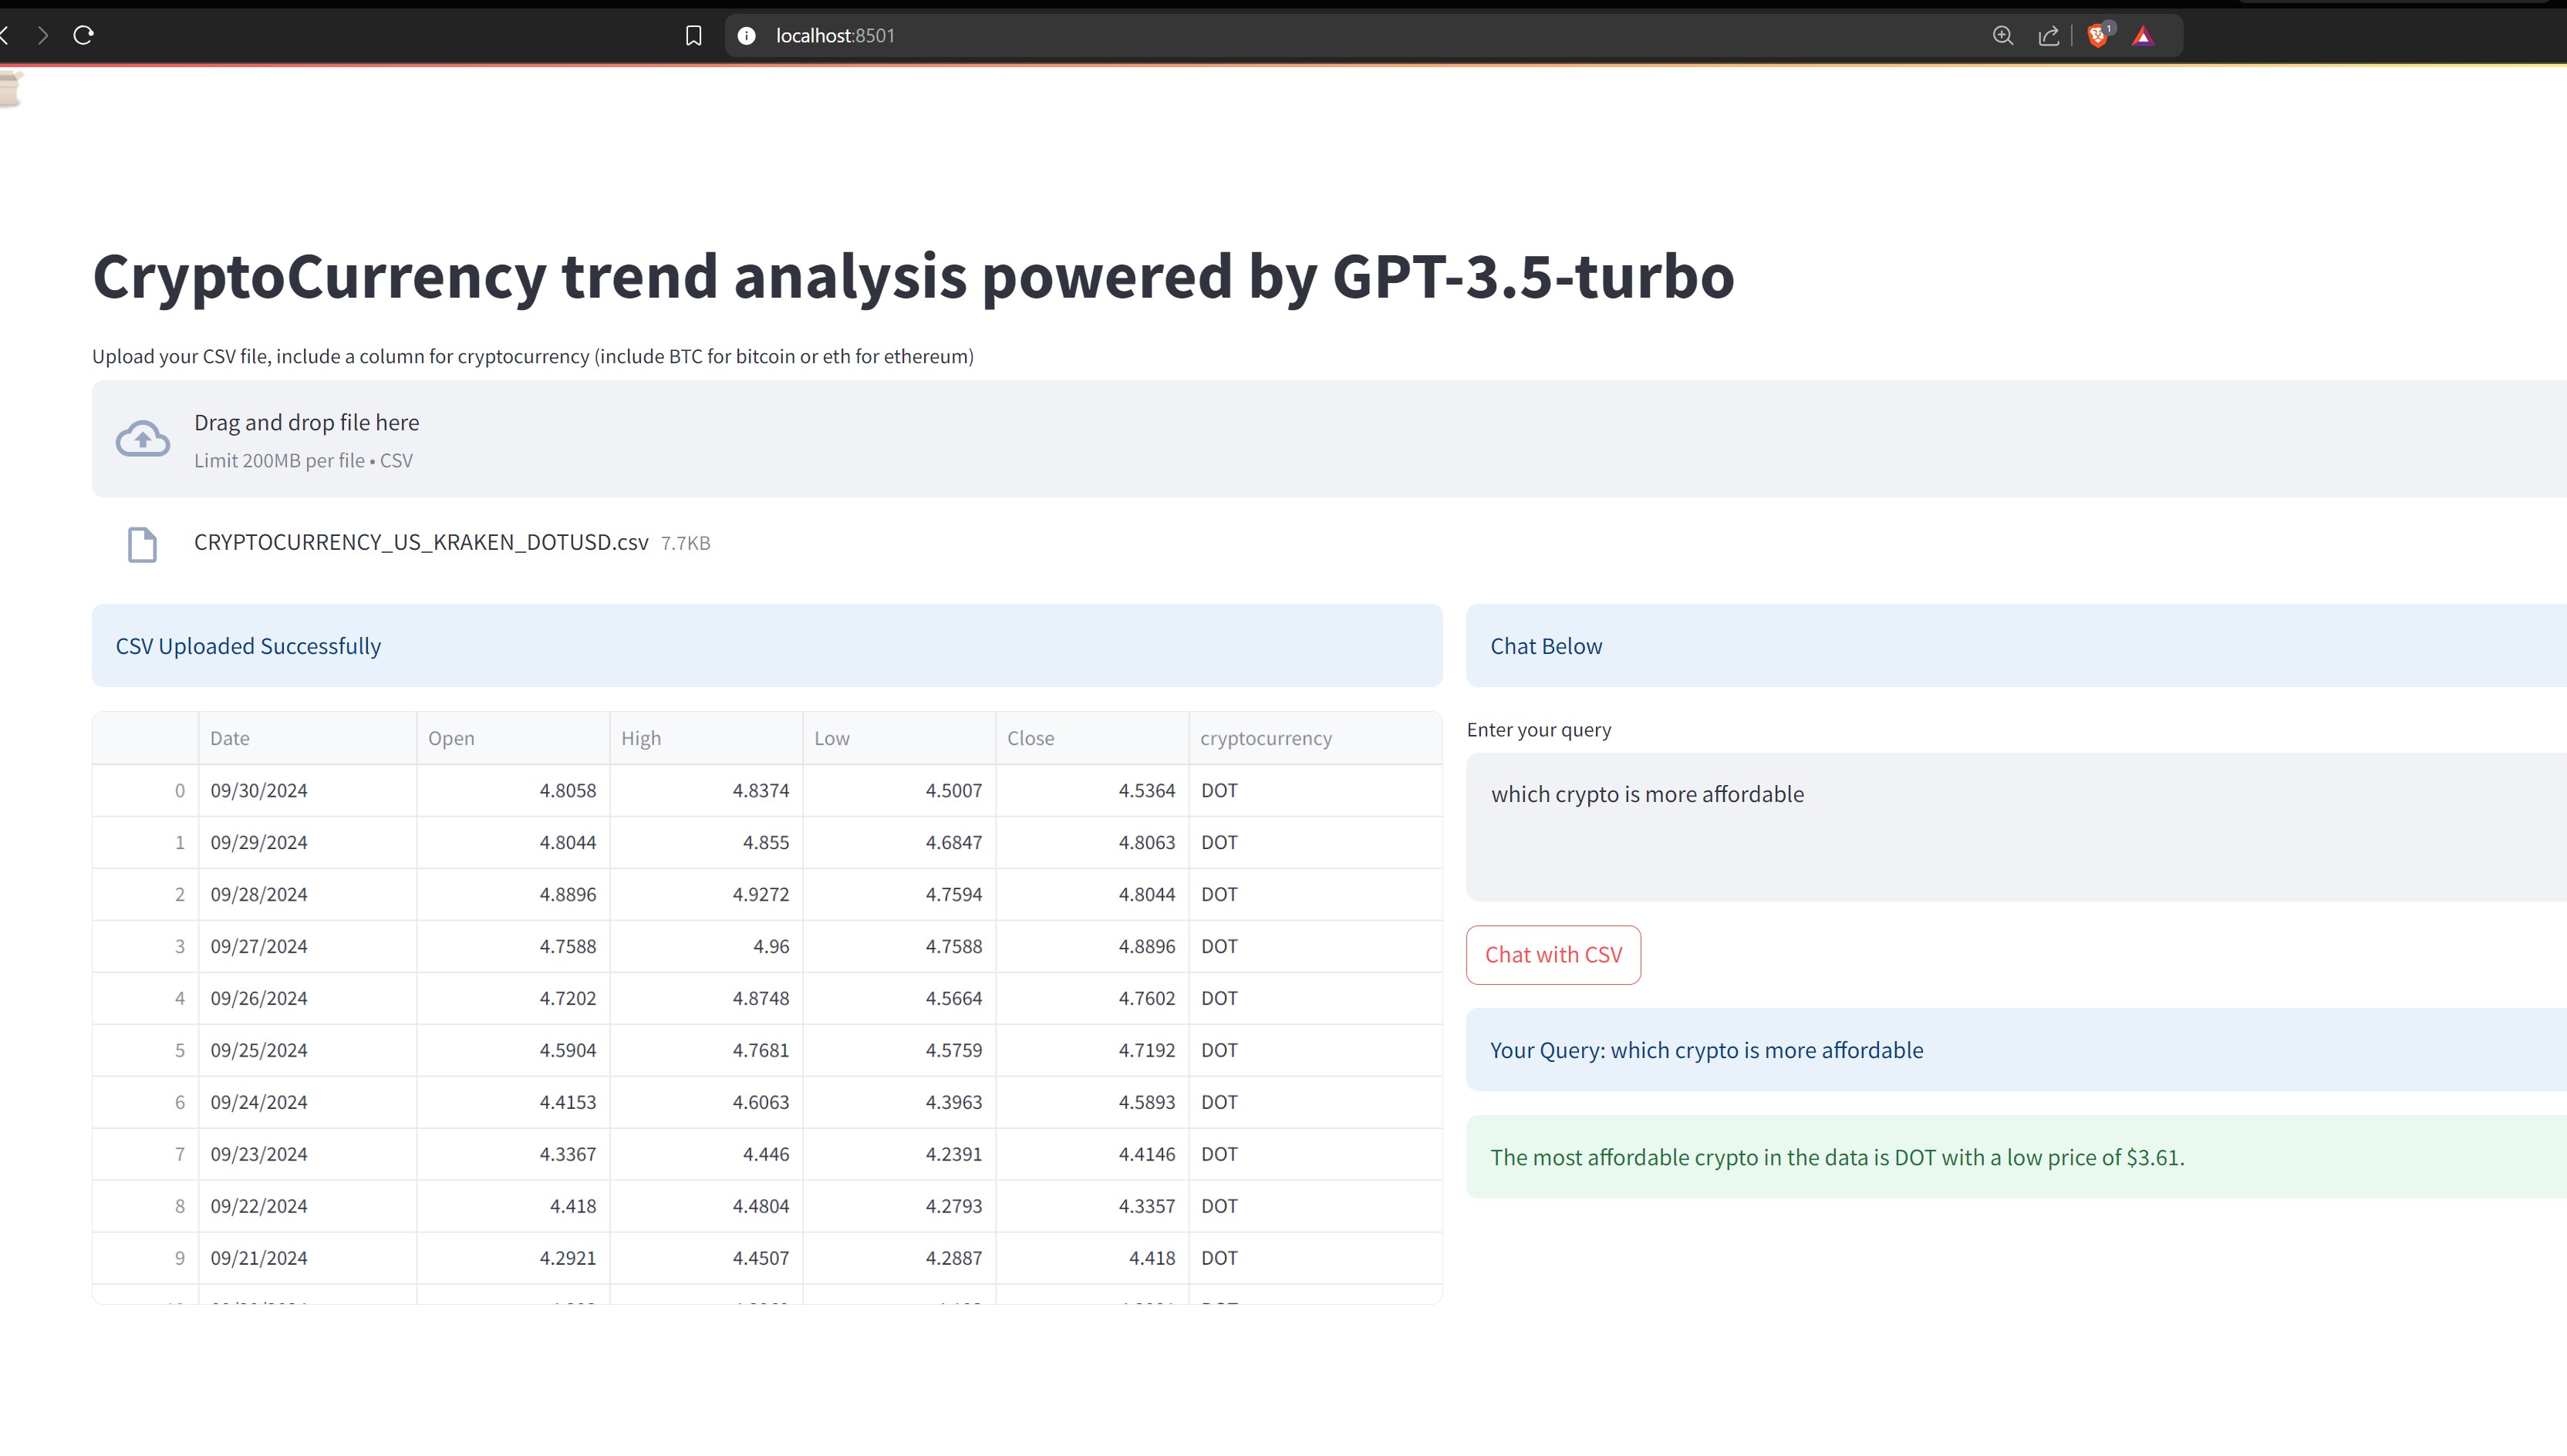 localhost:8501
1
CryptoCurrency trend analysis powered by GPT-3.5-turbo
Upload your CSV file, include a column for cryptocurrency (include BTC for bitcoin or eth for ethereum)
Drag and drop file here
Limit 200MB per file • CSV
CRYPTOCURRENCY_US_KRAKEN_DOTUSD.csv 7.7KB
CSV Uploaded Successfully
Date Open High Low Close cryptocurrency
0 09/30/2024 4.8058 4.8374 4.5007 4.5364 DOT
1 09/29/2024 4.8044 4.855 4.6847 4.8063 DOT
2 09/28/2024 4.8896 4.9272 4.7594 4.8044 DOT
3 09/27/2024 4.7588 4.96 4.7588 4.8896 DOT
4 09/26/2024 4.7202 4.8748 4.5664 4.7602 DOT
5 09/25/2024 4.5904 4.7681 4.5759 4.7192 DOT
6 09/24/2024 4.4153 4.6063 4.3963 4.5893 DOT
7 09/23/2024 4.3367 4.446 4.2391 4.4146 DOT
8 09/22/2024 4.418 4.4804 4.2793 4.3357 DOT
9 09/21/2024 4.2921 4.4507 4.2887 4.418 DOT
Chat Below
Enter your query
which crypto is more affordable
Chat with CSV
Your Query: which crypto is more affordable
The most affordable crypto in the data is DOT with a low price of $3.61.